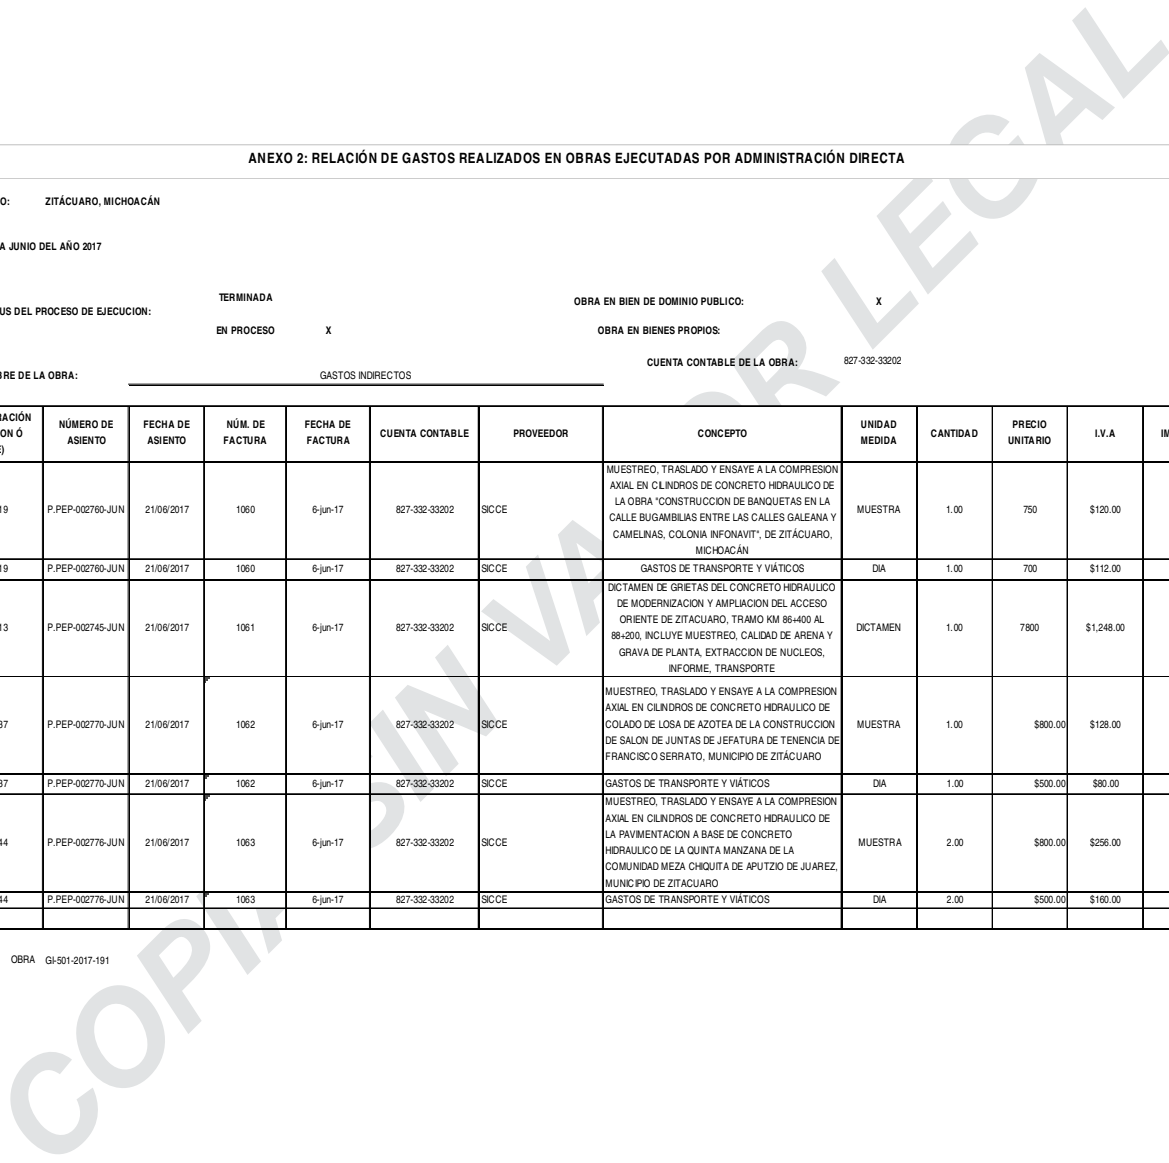 ANEXO 2: RELACIÓN DE GASTOS REALIZADOS EN OBRAS EJECUTADAS POR ADMINISTRACIÓN DIRECTA
O: ZITÁCUARO, MICHOACÁN
A JUNIO DEL AÑO 2017
US DEL PROCESO DE EJECUCION: TERMINADA
EN PROCESO X
OBRA EN BIEN DE DOMINIO PUBLICO: X
OBRA EN BIENES PROPIOS:
CUENTA CONTABLE DE LA OBRA: 827-332-33202
BRE DE LA OBRA: GASTOS INDIRECTOS
RACIÓN
ON Ó
E)
NÚMERO DE
ASIENTO
FECHA DE
ASIENTO
NÚM. DE
FACTURA
FECHA DE
FACTURA
CUENTA CONTABLE
PROVEEDOR
CONCEPTO
UNIDAD
MEDIDA
CANTIDAD
PRECIO
UNITARIO
I.V.A
IM
19 P.PEP-002760-JUN 21/06/2017 1060 6-jun-17 827-332-33202 SICCE
MUESTREO, TRASLADO Y ENSAYE A LA COMPRESION
AXIAL EN CILINDROS DE CONCRETO HIDRAULICO DE
LA OBRA "CONSTRUCCION DE BANQUETAS EN LA
CALLE BUGAMBILIAS ENTRE LAS CALLES GALEANA Y
CAMELINAS, COLONIA INFONAVIT", DE ZITÁCUARO,
MICHOACÁN
MUESTRA 1.00 750 $120.00
19 P.PEP-002760-JUN 21/06/2017 1060 6-jun-17 827-332-33202 SICCE GASTOS DE TRANSPORTE Y VIÁTICOS DIA 1.00 700 $112.00
13 P.PEP-002745-JUN 21/06/2017 1061 6-jun-17 827-332-33202 SICCE
DICTAMEN DE GRIETAS DEL CONCRETO HIDRAULICO
DE MODERNIZACION Y AMPLIACION DEL ACCESO
ORIENTE DE ZITACUARO, TRAMO KM 86+400 AL
88+200, INCLUYE MUESTREO, CALIDAD DE ARENA Y
GRAVA DE PLANTA, EXTRACCION DE NUCLEOS,
INFORME, TRANSPORTE
DICTAMEN 1.00 7800 $1,248.00
37 P.PEP-002770-JUN 21/06/2017 1062 6-jun-17 827-332-33202 SICCE
MUESTREO, TRASLADO Y ENSAYE A LA COMPRESION
AXIAL EN CILINDROS DE CONCRETO HIDRAULICO DE
COLADO DE LOSA DE AZOTEA DE LA CONSTRUCCION
DE SALON DE JUNTAS DE JEFATURA DE TENENCIA DE
FRANCISCO SERRATO, MUNICIPIO DE ZITÁCUARO
MUESTRA 1.00 $800.00 $128.00
37 P.PEP-002770-JUN 21/06/2017 1062 6-jun-17 827-332-33202 SICCE GASTOS DE TRANSPORTE Y VIÁTICOS DIA 1.00 $500.00 $80.00
44 P.PEP-002776-JUN 21/06/2017 1063 6-jun-17 827-332-33202 SICCE
MUESTREO, TRASLADO Y ENSAYE A LA COMPRESION
AXIAL EN CILINDROS DE CONCRETO HIDRAULICO DE
LA PAVIMENTACION A BASE DE CONCRETO
HIDRAULICO DE LA QUINTA MANZANA DE LA
COMUNIDAD MEZA CHIQUITA DE APUTZIO DE JUAREZ,
MUNICIPIO DE ZITACUARO
MUESTRA 2.00 $800.00 $256.00
44 P.PEP-002776-JUN 21/06/2017 1063 6-jun-17 827-332-33202 SICCE GASTOS DE TRANSPORTE Y VIÁTICOS DIA 2.00 $500.00 $160.00
OBRA GI-501-2017-191
COPIA SIN VALOR LEGAL